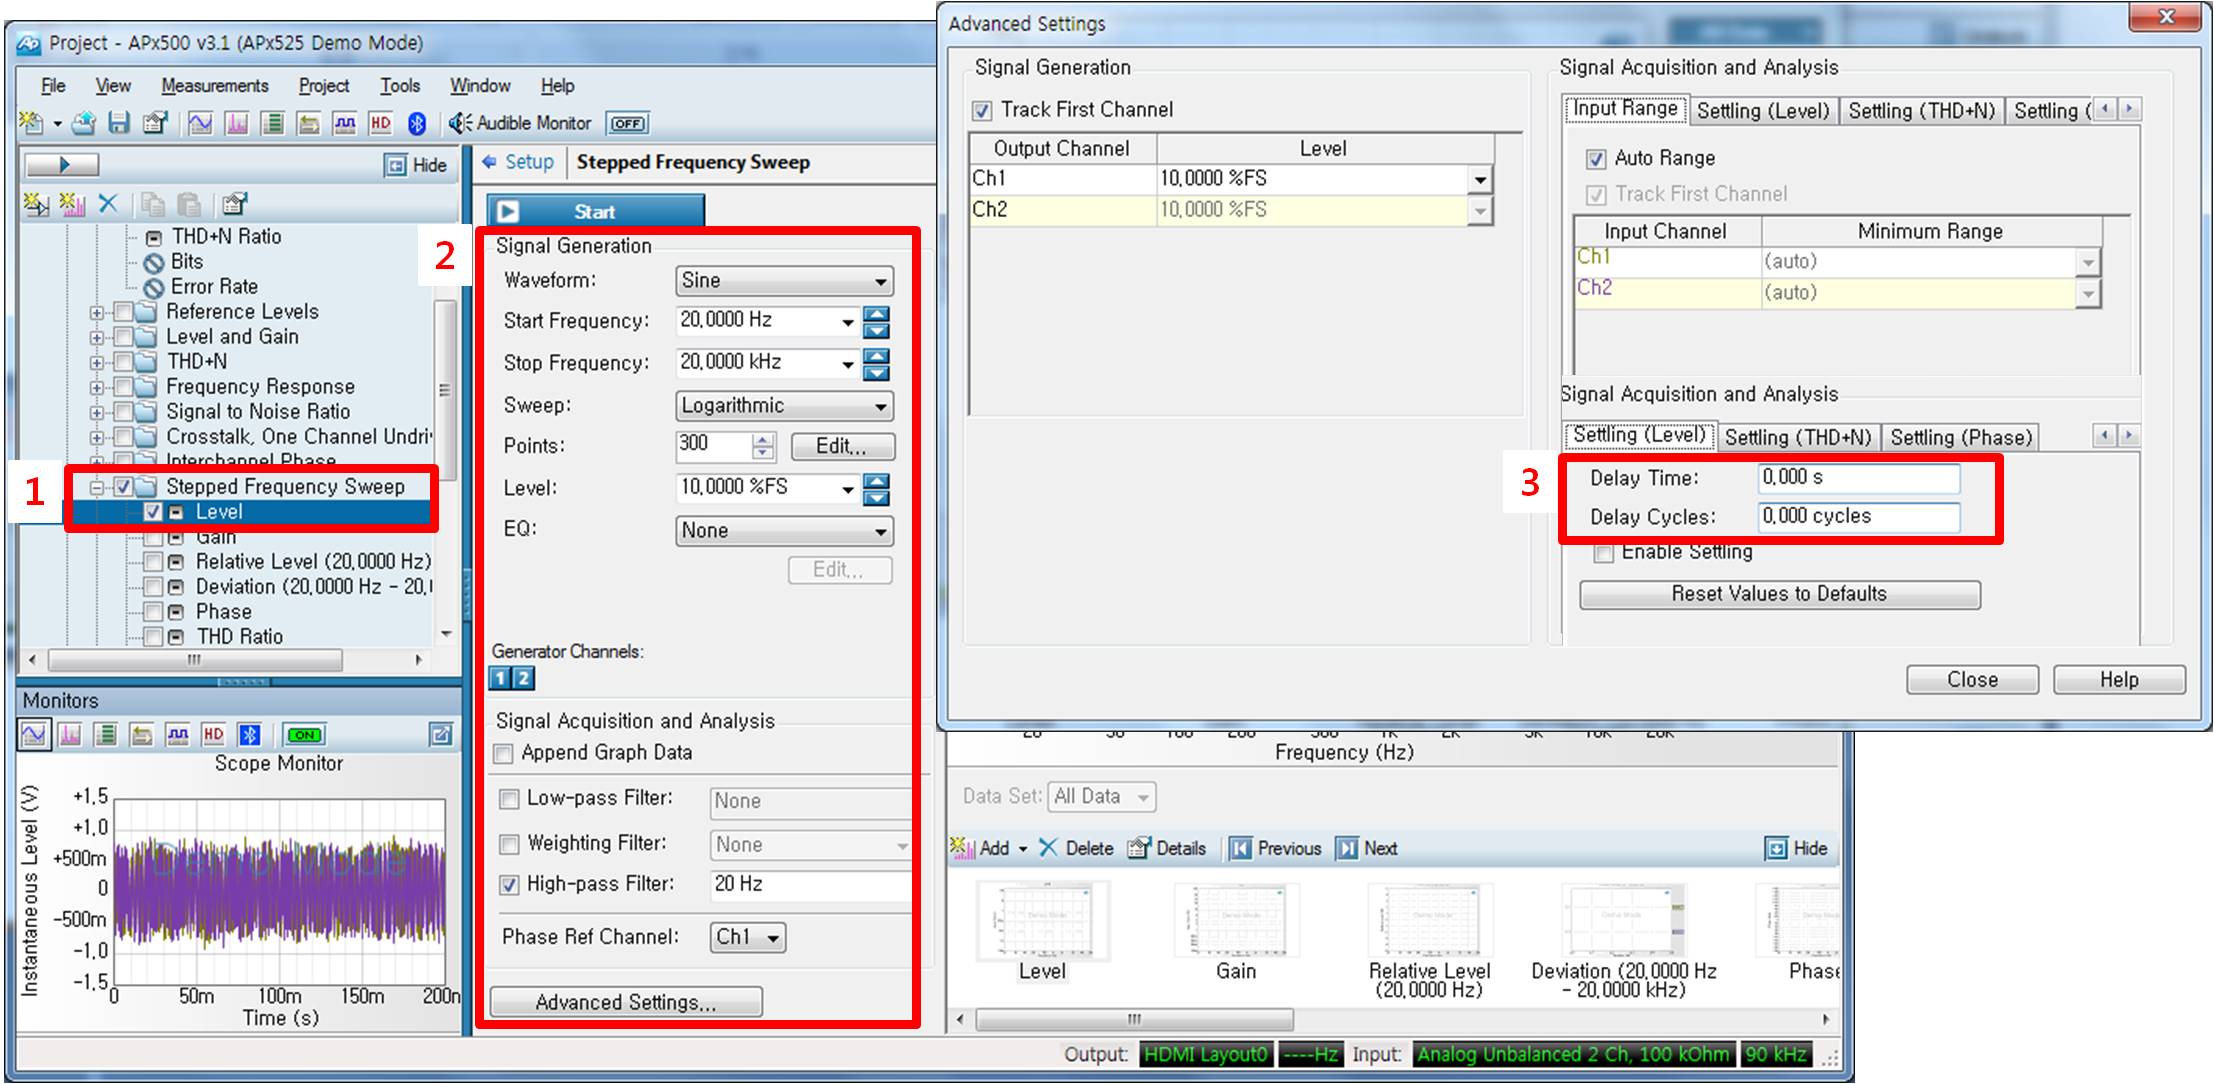 Project - APx500 v3.1 (APx525 Demo Mode)
File View Measurements Project Tools Window Help
HD Audible Monitor OFF
Hide
THD+N Ratio
Bits
Error Rate
Reference Levels
Level and Gain
THD+N
Frequency Response
Signal to Noise Ratio
Crosstalk, One Channel Undri
Interchannel Phase
1
Stepped Frequency Sweep
Level
Gain
Relative Level (20,0000 Hz)
Deviation (20,0000 Hz - 20,
Phase
THD Ratio
Monitors
HD ON
Scope Monitor
Instantaneous Level (V)
+1,5
+1,0
+500m
0
-500m
-1,0
-1,5
Demo Mode
0 50m 100m 150m 200n
Time (s)
Setup Stepped Frequency Sweep
Start
2
Signal Generation
Waveform: Sine
Start Frequency: 20,0000 Hz
Stop Frequency: 20,0000 kHz
Sweep: Logarithmic
Points: 300 Edit,,,
Level: 10,0000 %FS
EQ: None
Edit,,,
Generator Channels:
1 2
Signal Acquisition and Analysis
Append Graph Data
Low-pass Filter: None
Weighting Filter: None
High-pass Filter: 20 Hz
Phase Ref Channel: Ch1
Advanced Settings,,,
Advanced Settings
Signal Generation
Track First Channel
Output Channel Level
Ch1 10,0000 %FS
Ch2 10,0000 %FS
Signal Acquisition and Analysis
Input Range Settling (Level) Settling (THD+N) Settling (
Auto Range
Track First Channel
Input Channel Minimum Range
Ch1 (auto)
Ch2 (auto)
Signal Acquisition and Analysis
Settling (Level) Settling (THD+N) Settling (Phase)
3
Delay Time: 0,000 s
Delay Cycles: 0,000 cycles
Enable Settling
Reset Values to Defaults
Close Help
Frequency (Hz)
Data Set: All Data
Add Delete Details Previous Next Hide
Level
Gain
Relative Level
(20,0000 Hz)
Deviation (20,0000 Hz
- 20,0000 kHz)
Phase
Output: HDMI Layout0 ----Hz Input: Analog Unbalanced 2 Ch, 100 kOhm 90 kHz